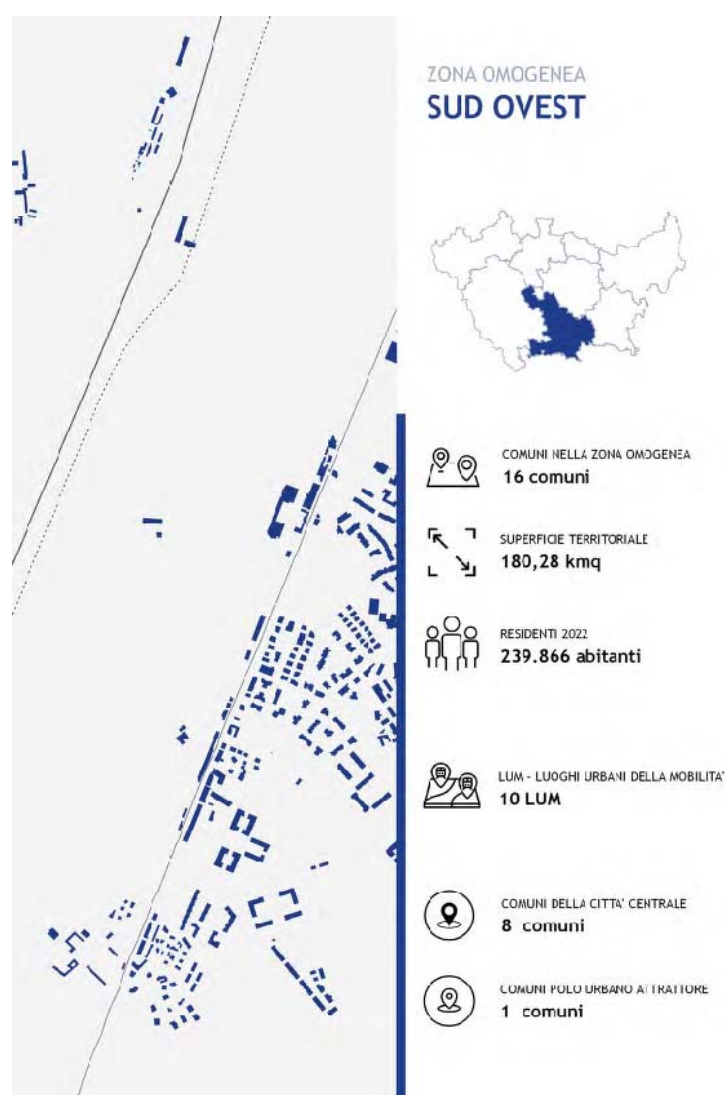 ZONA OMOGENEA
SUD OVEST
COMUNI NELLA ZONA OMOGENEA
16 comuni
SUPERFICIE TERRITORIALE
180,28 kmq
RESIDENTI 2022
239.866 abitanti
LUM - LUOGHI URBANI DELLA MOBILITA'
10 LUM
COMUNI DELLA CITTA' CENTRALE
8 comuni
COMUNI POLO URBANO ATTRATTORE
1 comuni